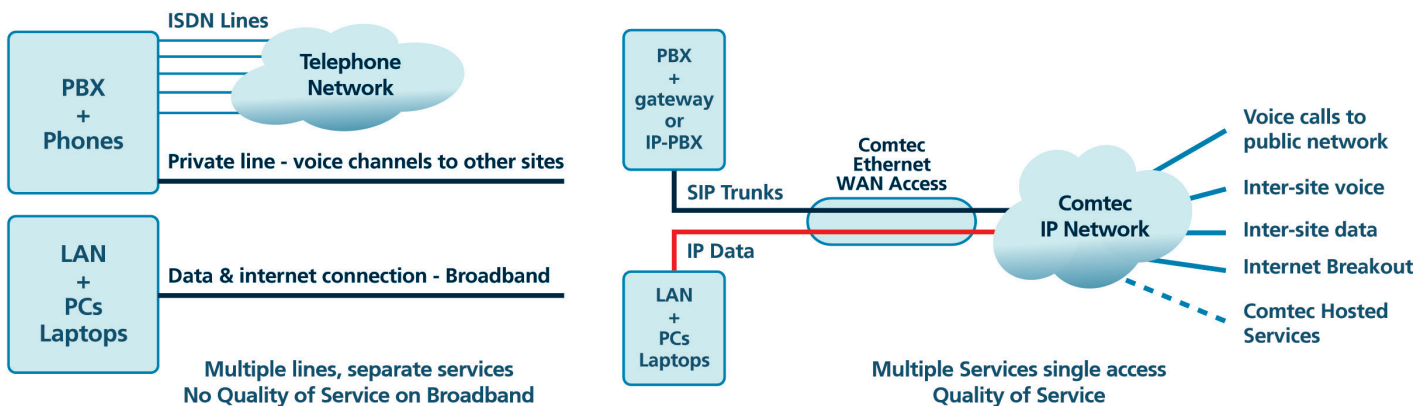 ISDN Lines
PBX
+
Phones
Telephone
Network
Private line - voice channels to other sites
LAN
+
PCs
Laptops
Data & internet connection - Broadband
Multiple lines, separate services
No Quality of Service on Broadband
PBX
+
gateway
or
IP-PBX
SIP Trunks
Comtec
Ethernet
WAN Access
IP Data
LAN
+
PCs
Laptops
Comtec
IP Network
Voice calls to
public network
Inter-site voice
Inter-site data
Internet Breakout
Comtec Hosted
Services
Multiple Services single access
Quality of Service